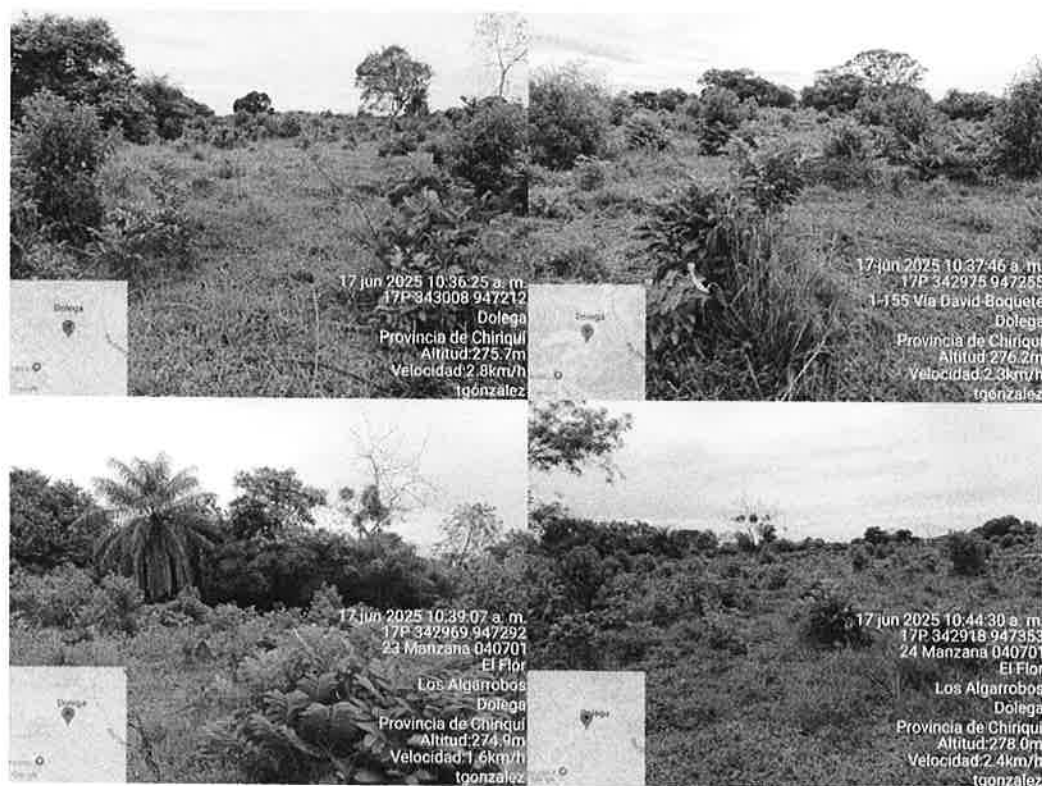 Dolega
17 jun 2025 10:36:25 a. m.
17P 343008 947212
Dolega
Provincia de Chiriquí
Altitud:275.7m
Velocidad:2.8km/h
tgonzalez
17 jun 2025 10:37:46 a. m.
17P 342975 947255
1-155 Vía David-Boquete
Dolega
Provincia de Chiriquí
Altitud:276.2m
Velocidad:2.3km/h
tgonzalez
Dolega
17 jun 2025 10:39:07 a. m.
17P 342969 947292
23 Manzana 040701
El Flor
Los Algarrobos
Dolega
Provincia de Chiriquí
Altitud:274.9m
Velocidad:1.6km/h
tgonzalez
Dolega
17 jun 2025 10:44:30 a. m.
17P 342918 947353
24 Manzana 040701
El Flor
Los Algarrobos
Dolega
Provincia de Chiriquí
Altitud:278.0m
Velocidad:2.4km/h
tgonzalez
Dolega